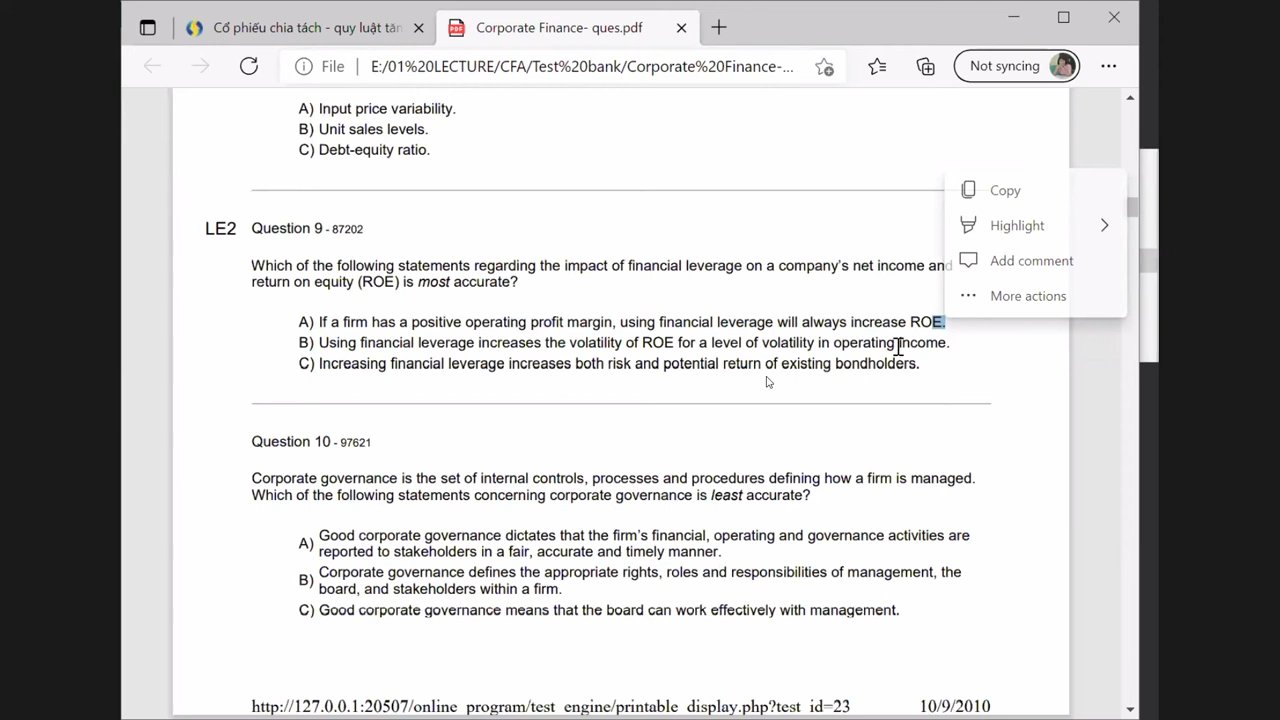 Cổ phiếu chia tách - quy luật tăn
Corporate Finance- ques.pdf
File
E:/01%20LECTURE/CFA/Test%20bank/Corporate%20Finance-...
Not syncing
A) Input price variability.
B) Unit sales levels.
C) Debt-equity ratio.
Copy
Highlight
Add comment
More actions
LE2 Question 9 - 87202
Which of the following statements regarding the impact of financial leverage on a company's net income and
return on equity (ROE) is most accurate?
A) If a firm has a positive operating profit margin, using financial leverage will always increase ROE.
B) Using financial leverage increases the volatility of ROE for a level of volatility in operating income.
C) Increasing financial leverage increases both risk and potential return of existing bondholders.
Question 10 - 97621
Corporate governance is the set of internal controls, processes and procedures defining how a firm is managed.
Which of the following statements concerning corporate governance is least accurate?
A) Good corporate governance dictates that the firm's financial, operating and governance activities are
reported to stakeholders in a fair, accurate and timely manner.
B) Corporate governance defines the appropriate rights, roles and responsibilities of management, the
board, and stakeholders within a firm.
C) Good corporate governance means that the board can work effectively with management.
http://127.0.0.1:20507/online_program/test_engine/printable_display.php?test_id=23 10/9/2010